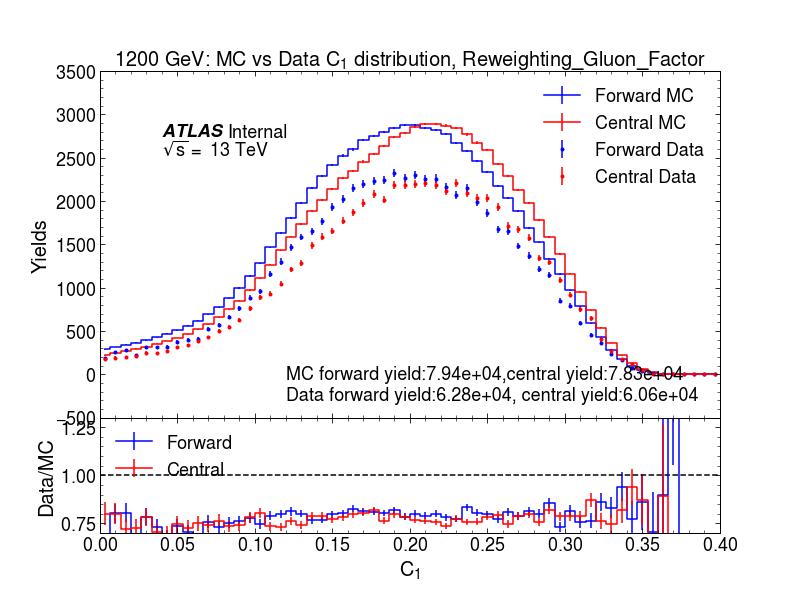 1200 GeV: MC vs Data C1 distribution, Reweighting_Gluon_Factor
3500
3000
2500
2000
1500
1000
500
0
−500
Yields
ATLAS Internal
√s = 13 TeV
Forward MC
Central MC
Forward Data
Central Data
MC forward yield:7.94e+04,central yield:7.83e+04
Data forward yield:6.28e+04, central yield:6.06e+04
1.25
1.00
0.75
Data/MC
Forward
Central
0.00 0.05 0.10 0.15 0.20 0.25 0.30 0.35 0.40
C1